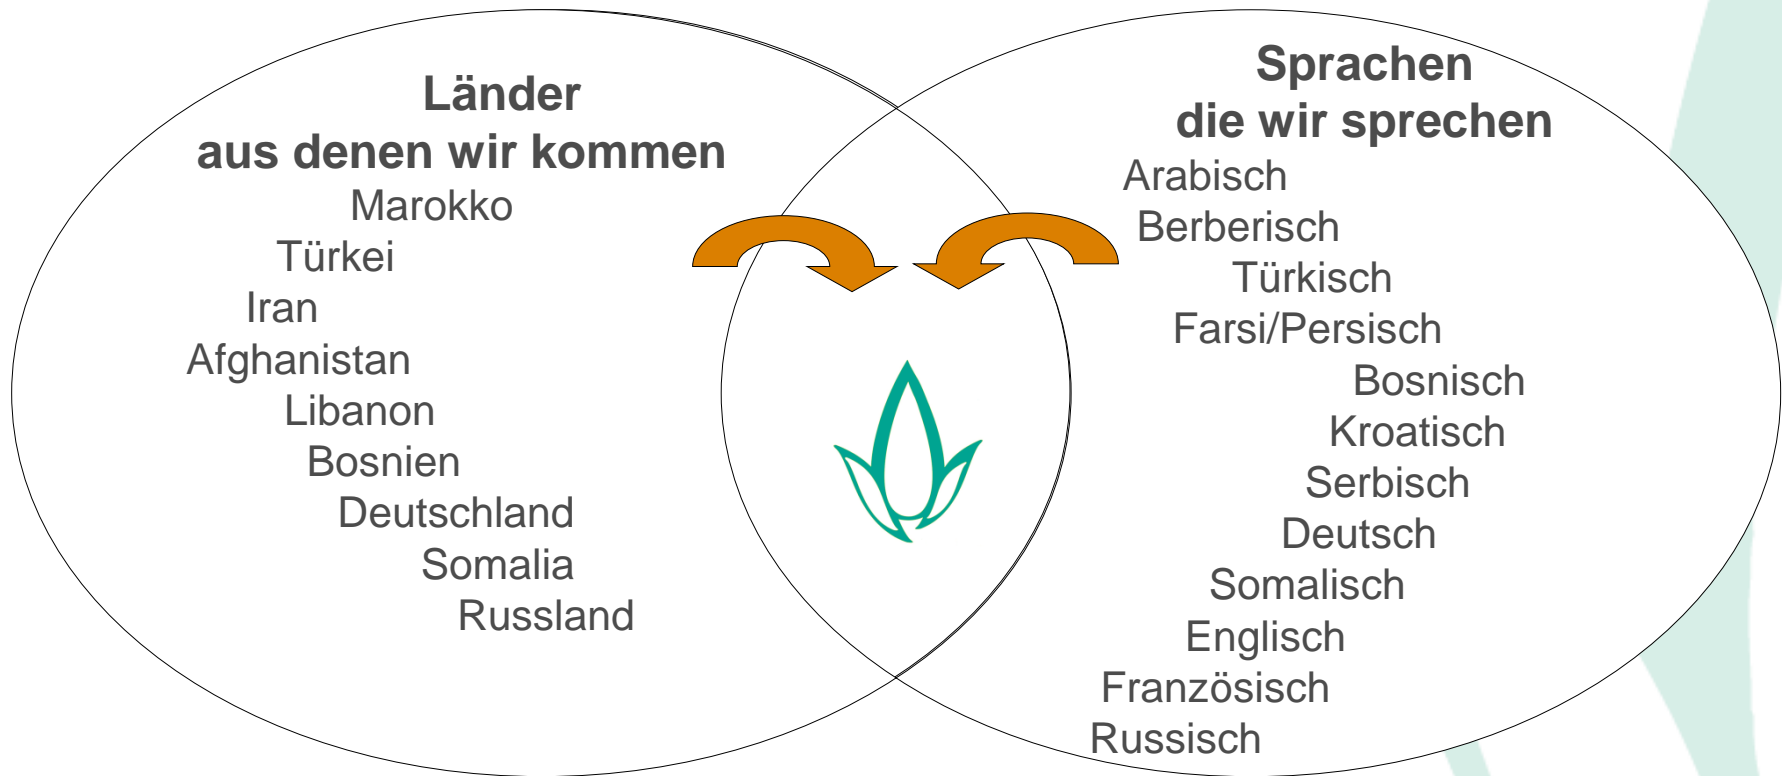 Länder
aus denen wir kommen
Marokko
Türkei
Iran
Afghanistan
Libanon
Bosnien
Deutschland
Somalia
Russland
Sprachen
die wir sprechen
Arabisch
Berberisch
Türkisch
Farsi/Persisch
Bosnisch
Kroatisch
Serbisch
Deutsch
Somalisch
Englisch
Französisch
Russisch